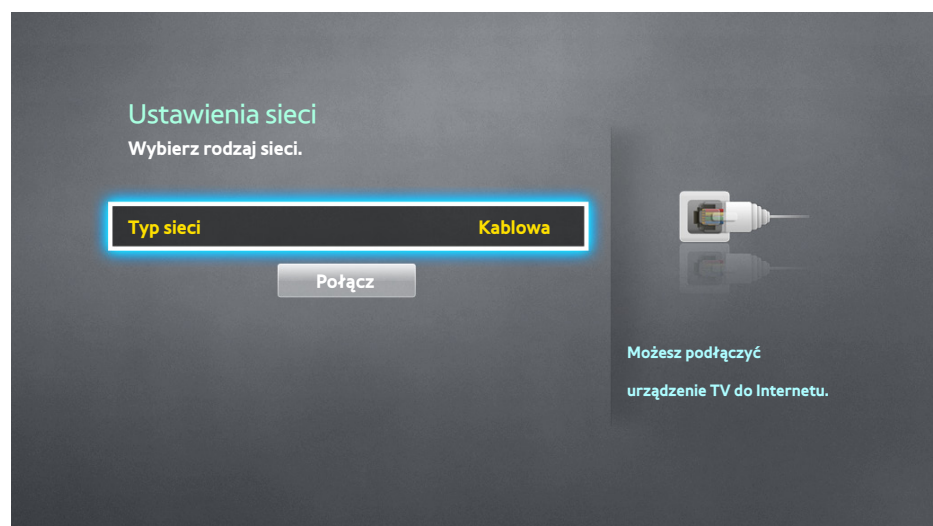 Ustawienia sieci
Wybierz rodzaj sieci.
Typ sieci Kablowa
Połącz
Możesz podłączyć
urządzenie TV do Internetu.